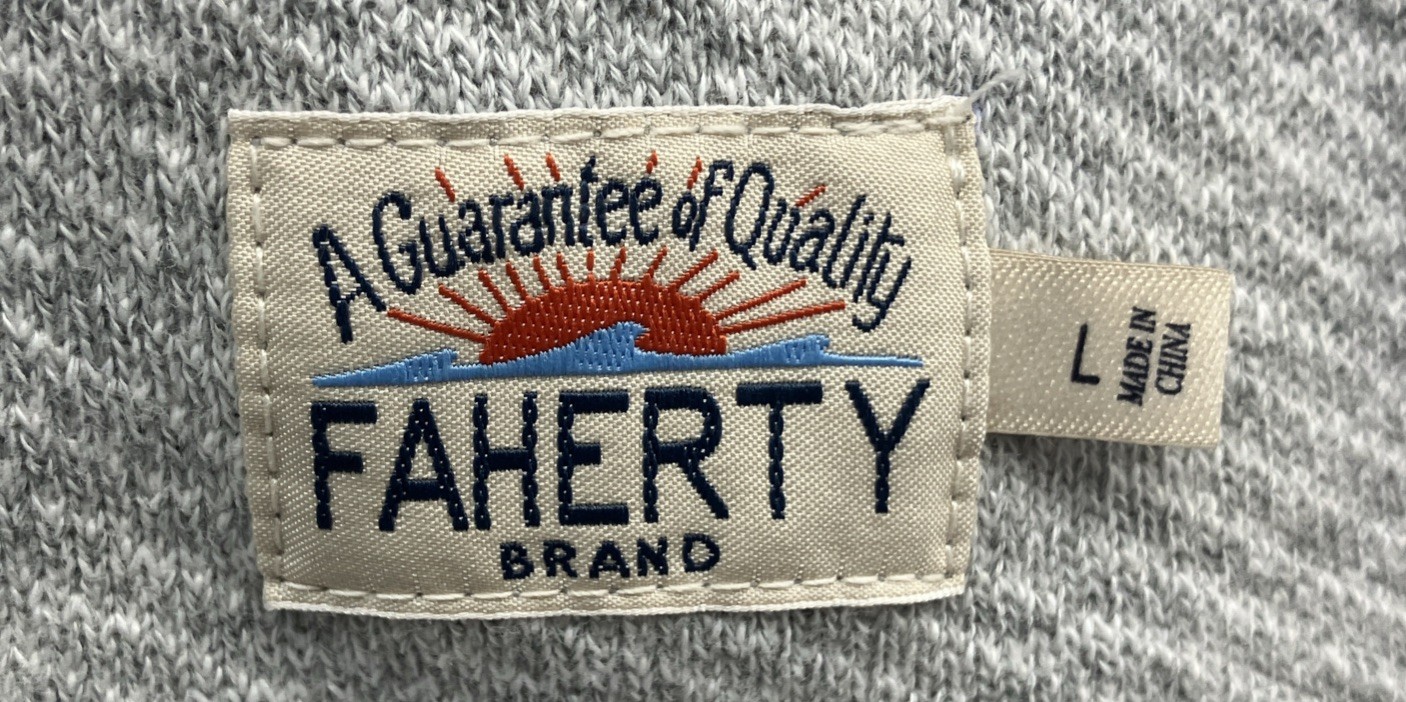 A Guarantee of Quality
FAHERTY
BRAND
L
MADE IN
CHINA